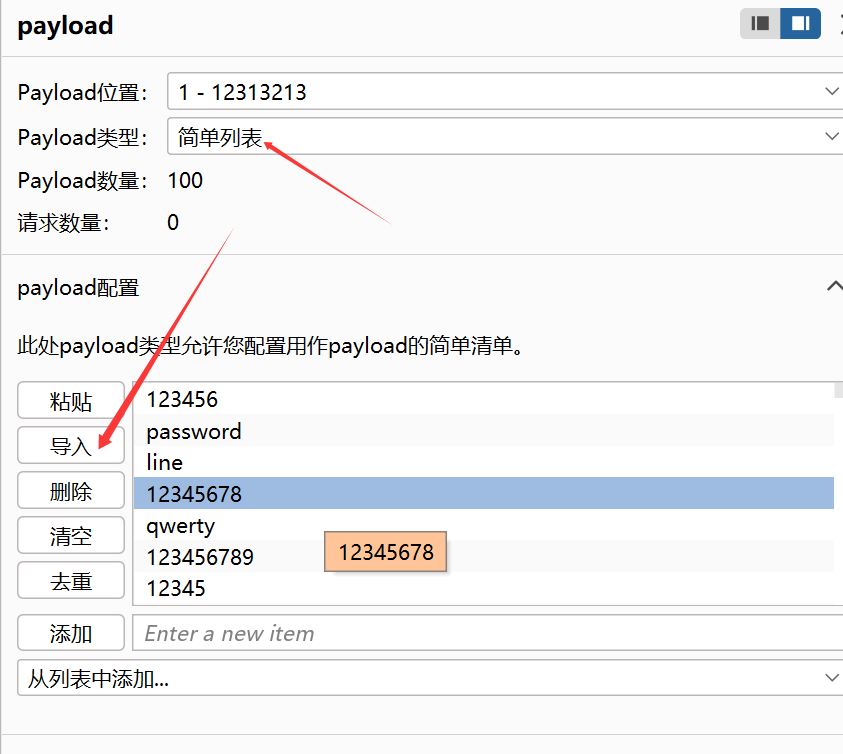 payload
Payload位置： 1 - 12313213
Payload类型： 简单列表
Payload数量： 100
请求数量： 0
payload配置
此处payload类型允许您配置用作payload的简单清单。
粘贴
导入
删除
清空
去重
123456
password
line
12345678
qwerty
123456789
12345
12345678
添加 Enter a new item
从列表中添加...